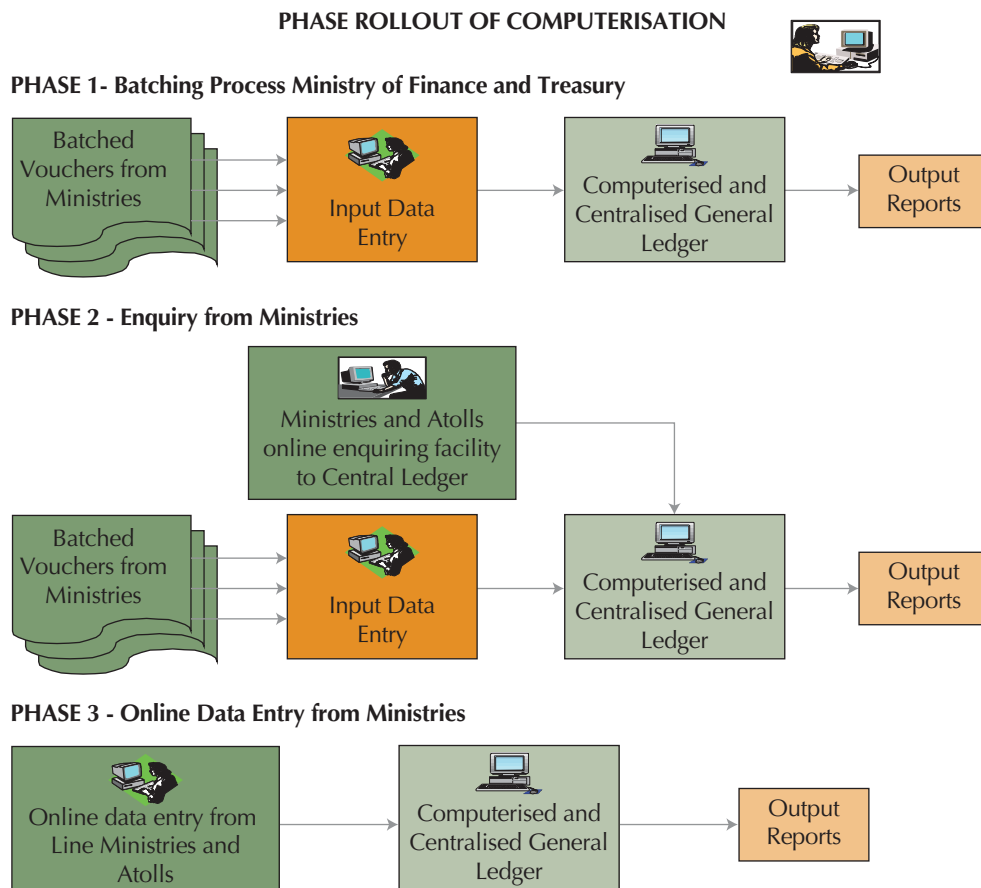 PHASE ROLLOUT OF COMPUTERISATION
PHASE 1- Batching Process Ministry of Finance and Treasury
Batched
Vouchers from
Ministries
Input Data
Entry
Computerised and
Centralised General
Ledger
Output
Reports
PHASE 2 - Enquiry from Ministries
Ministries and Atolls
online enquiring facility
to Central Ledger
Batched
Vouchers from
Ministries
Input Data
Entry
Computerised and
Centralised General
Ledger
Output
Reports
PHASE 3 - Online Data Entry from Ministries
Online data entry from
Line Ministries and
Atolls
Computerised and
Centralised General
Ledger
Output
Reports